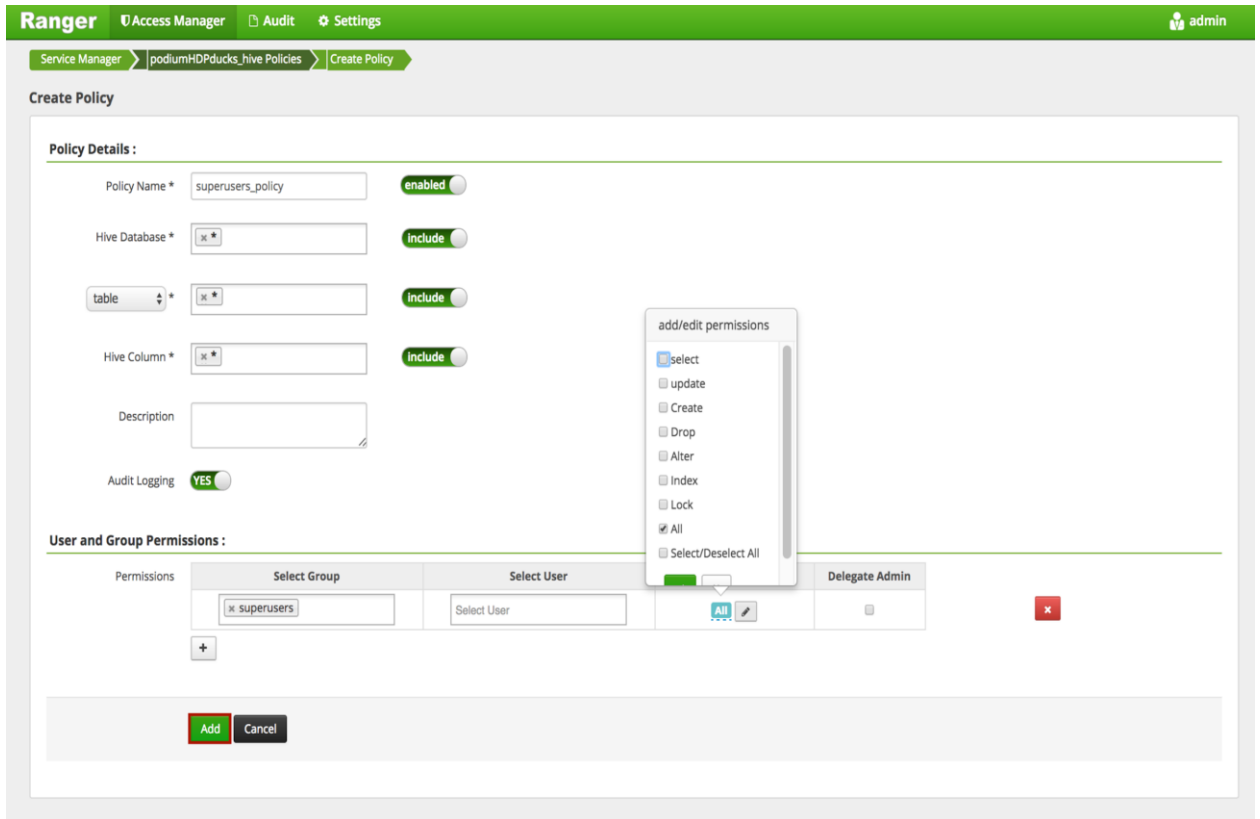 Ranger Access Manager Audit Settings admin
Service Manager podiumHDPducks_hive Policies Create Policy
Create Policy
Policy Details :
Policy Name * superusers_policy enabled
Hive Database * × * include
table * × * include
Hive Column * × * include
Description
Audit Logging YES
add/edit permissions
select
update
Create
Drop
Alter
Index
Lock
All
Select/Deselect All
User and Group Permissions :
Permissions Select Group Select User Delegate Admin
× superusers Select User All ×
+
Add Cancel